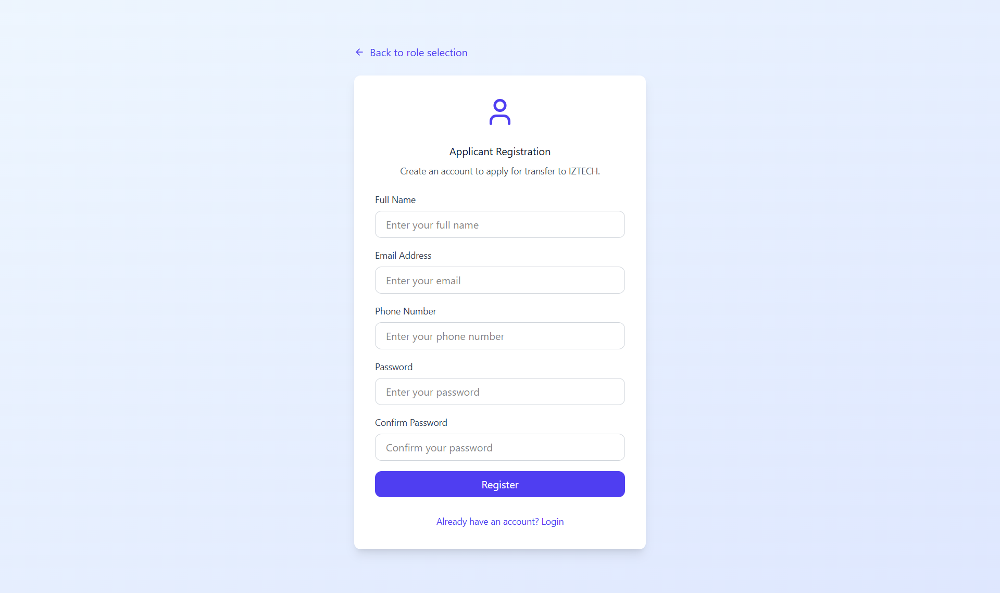 Back to role selection
Applicant Registration
Create an account to apply for transfer to IZTECH.
Full Name
Enter your full name
Email Address
Enter your email
Phone Number
Enter your phone number
Password
Enter your password
Confirm Password
Confirm your password
Register
Already have an account? Login